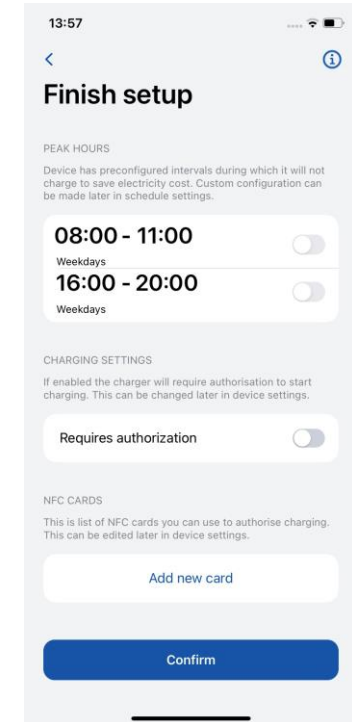 13:57
Finish setup
PEAK HOURS
Device has preconfigured intervals during which it will not
charge to save electricity cost. Custom configuration can
be made later in schedule settings.
08:00 - 11:00
Weekdays
16:00 - 20:00
Weekdays
CHARGING SETTINGS
If enabled the charger will require authorisation to start
charging. This can be changed later in device settings.
Requires authorization
NFC CARDS
This is list of NFC cards you can use to authorise charging.
This can be edited later in device settings.
Add new card
Confirm